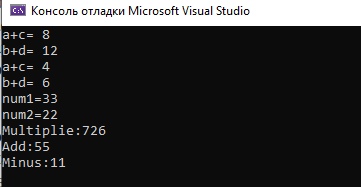 Консоль отладки Microsoft Visual Studio
a+c= 8
b+d= 12
a+c= 4
b+d= 6
num1=33
num2=22
Multiplie:726
Add:55
Minus:11